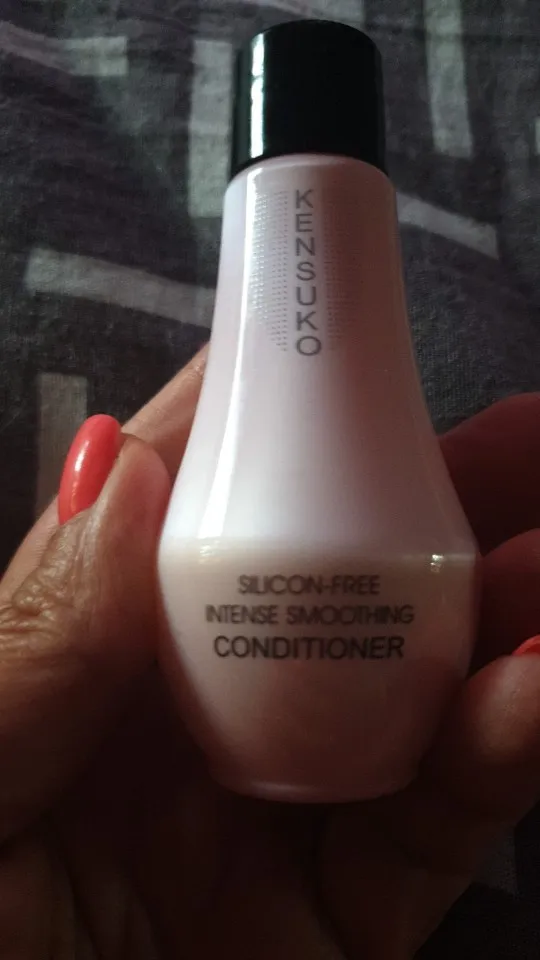 KENSUKO
SILICON-FREE
INTENSE SMOOTHING
CONDITIONER